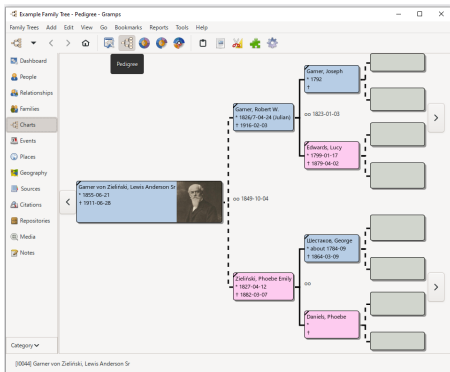 Example Family Tree - Pedigree - Gramps
Family Trees Add Edit View Go Bookmarks Reports Tools Help
Pedigree
Dashboard
People
Relationships
Families
Charts
Events
Places
Geography
Sources
Citations
Repositories
Media
Notes
Category
Garner von Zieliński, Lewis Anderson Sr
* 1855-06-21
† 1911-06-28
oo 1849-10-04
Garner, Robert W.
* 1826/7-04-24 (Julian)
† 1916-02-03
oo 1823-01-03
Garner, Joseph
* 1792
†
Edwards, Lucy
* 1799-01-17
† 1879-04-02
Zieliński, Phoebe Emily
* 1827-04-12
† 1882-03-07
oo
Шестаков, George
* about 1784-09
† 1864-03-09
Daniels, Phoebe
*
†
[I0044] Garner von Zieliński, Lewis Anderson Sr